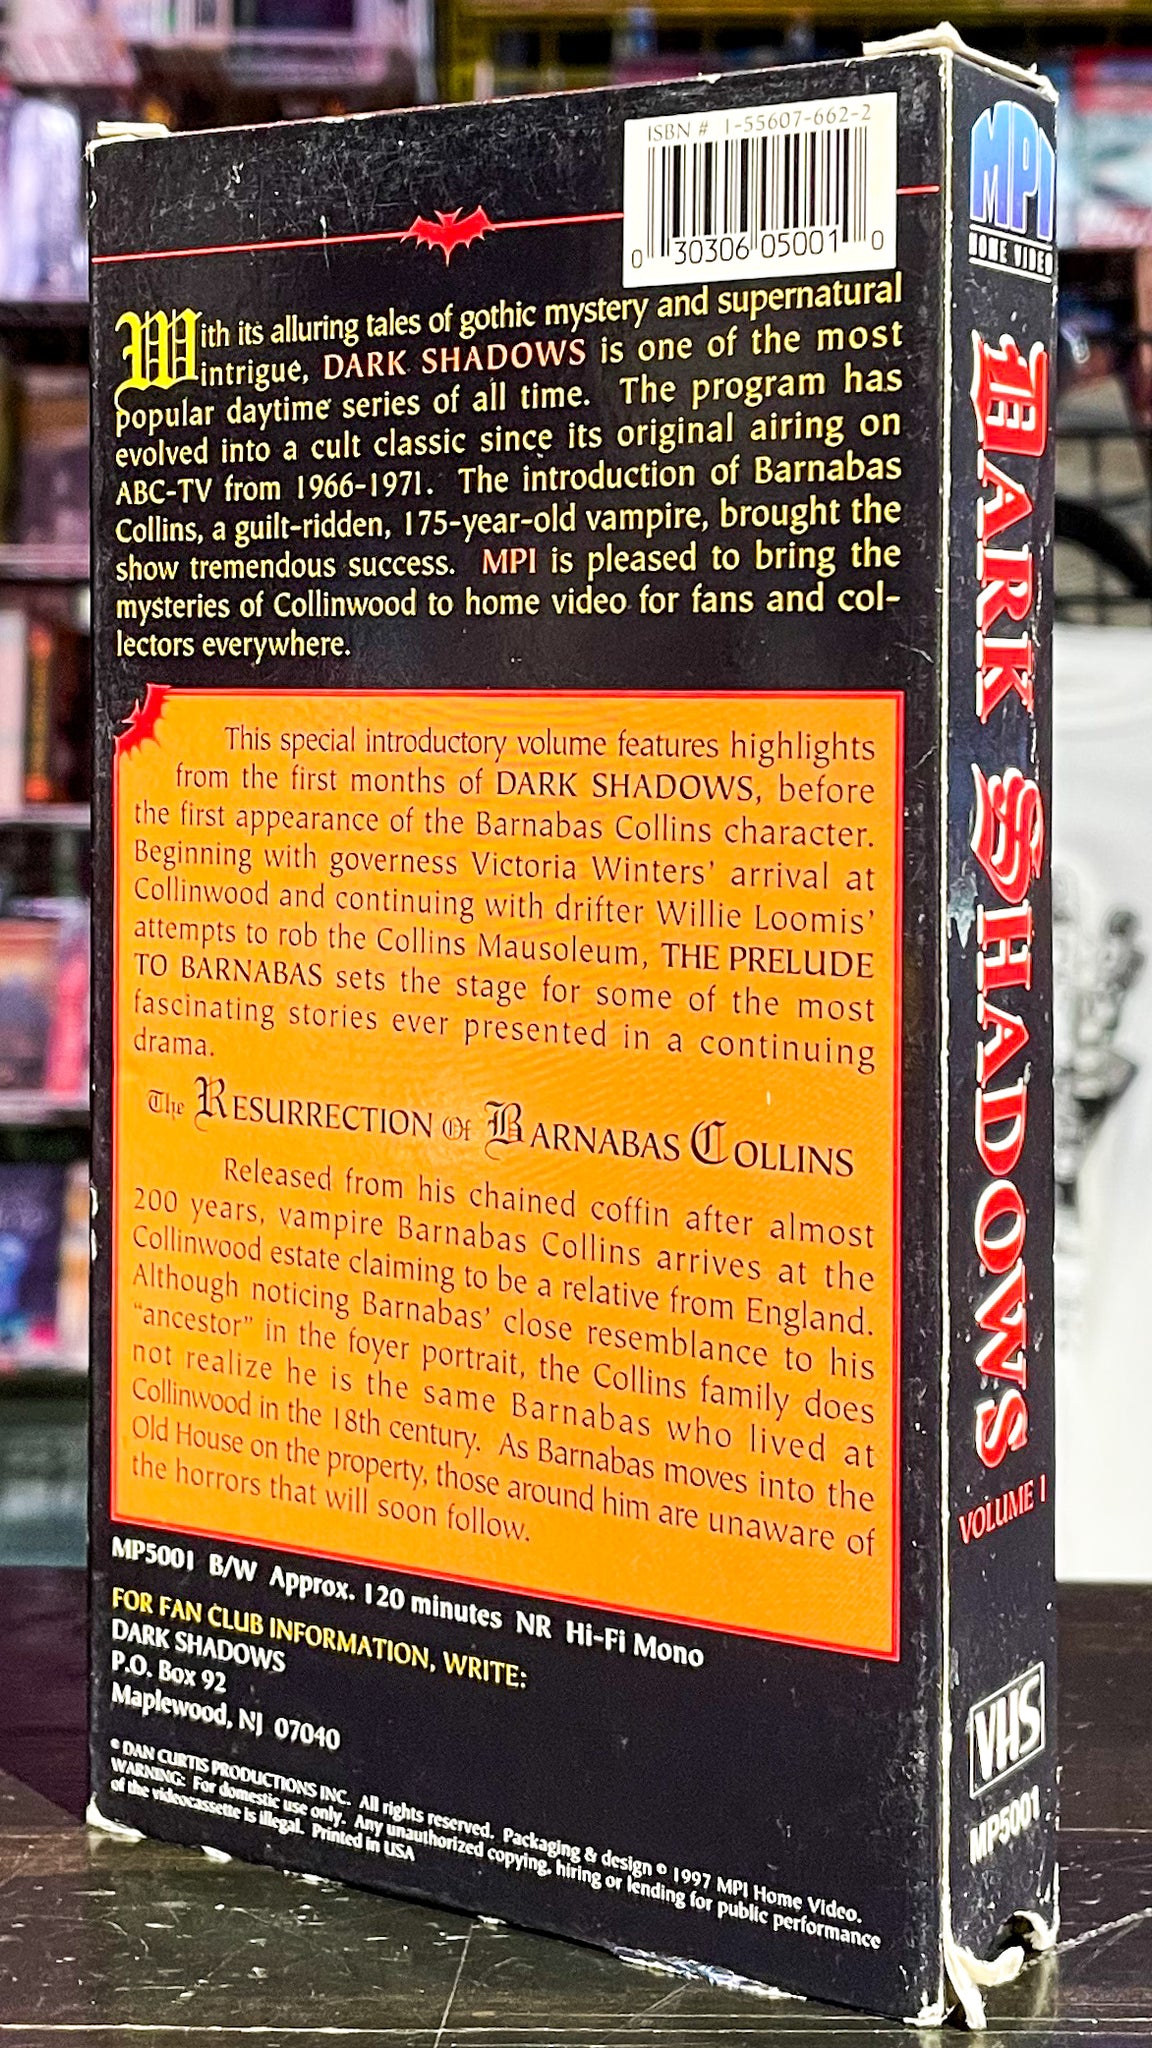 ISBN # 1-55607-662-2
0 30306 05001 0
With its alluring tales of gothic mystery and supernatural
intrigue, DARK SHADOWS is one of the most
popular daytime series of all time. The program has
evolved into a cult classic since its original airing on
ABC-TV from 1966-1971. The introduction of Barnabas
Collins, a guilt-ridden, 175-year-old vampire, brought the
show tremendous success. MPI is pleased to bring the
mysteries of Collinwood to home video for fans and col-
lectors everywhere.
This special introductory volume features highlights
from the first months of DARK SHADOWS, before
the first appearance of the Barnabas Collins character.
Beginning with governess Victoria Winters' arrival at
Collinwood and continuing with drifter Willie Loomis'
attempts to rob the Collins Mausoleum, THE PRELUDE
TO BARNABAS sets the stage for some of the most
fascinating stories ever presented in a continuing
drama.
The RESURRECTION Of BARNABAS COLLINS
Released from his chained coffin after almost
200 years, vampire Barnabas Collins arrives at the
Collinwood estate claiming to be a relative from England.
Although noticing Barnabas' close resemblance to his
"ancestor" in the foyer portrait, the Collins family does
not realize he is the same Barnabas who lived at
Collinwood in the 18th century. As Barnabas moves into the
Old House on the property, those around him are unaware of
the horrors that will soon follow.
MP5001 B/W Approx. 120 minutes NR Hi-Fi Mono
FOR FAN CLUB INFORMATION, WRITE:
DARK SHADOWS
P.O. Box 92
Maplewood, NJ 07040
© DAN CURTIS PRODUCTIONS INC. All rights reserved. Packaging & design © 1997 MPI Home Video.
WARNING: For domestic use only. Any unauthorized copying, hiring or lending for public performance
of the videocassette is illegal. Printed in USA
MPI
HOME VIDEO
DARK SHADOWS
VOLUME 1
VHS
MP5001